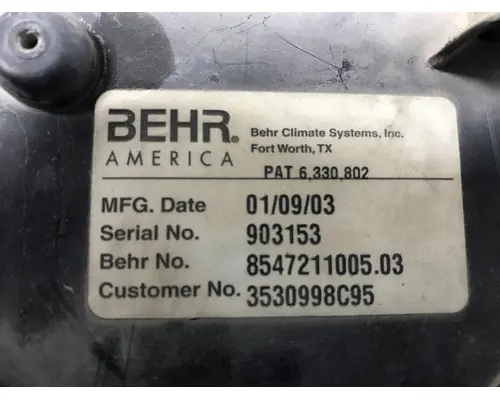 BEHR® Behr Climate Systems, Inc.
AMERICA Fort Worth, TX
PAT 6,330,802
MFG. Date 01/09/03
Serial No. 903153
Behr No. 8547211005.03
Customer No. 3530998C95